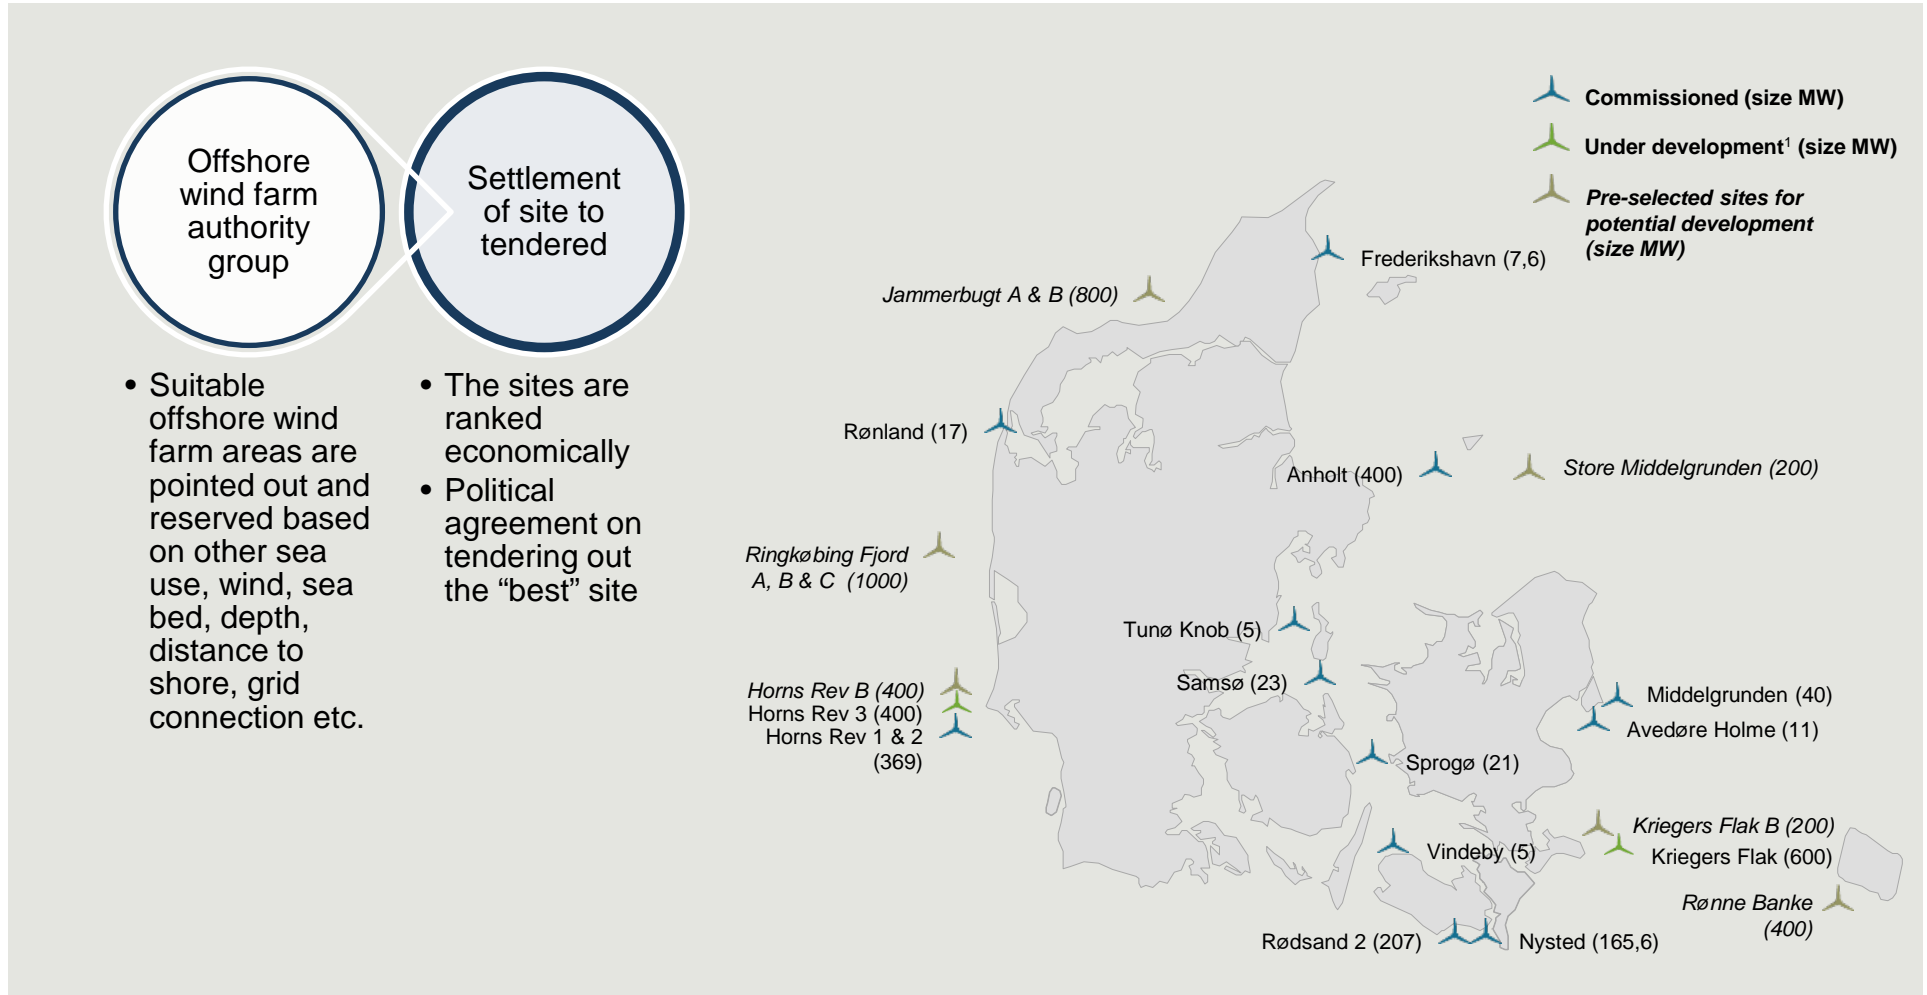 Offshore
wind farm
authority
group
Settlement
of site to
tendered
• Suitable
offshore wind
farm areas are
pointed out and
reserved based
on other sea
use, wind, sea
bed, depth,
distance to
shore, grid
connection etc.
• The sites are
ranked
economically
• Political
agreement on
tendering out
the “best” site
Commissioned (size MW)
Under development¹ (size MW)
Pre-selected sites for
potential development
(size MW)
Frederikshavn (7,6)
Jammerbugt A & B (800)
Rønland (17)
Anholt (400)
Store Middelgrunden (200)
Ringkøbing Fjord
A, B & C (1000)
Tunø Knob (5)
Samsø (23)
Horns Rev B (400)
Horns Rev 3 (400)
Horns Rev 1 & 2
(369)
Middelgrunden (40)
Avedøre Holme (11)
Sprogø (21)
Kriegers Flak B (200)
Vindeby (5)
Kriegers Flak (600)
Rønne Banke
(400)
Rødsand 2 (207)
Nysted (165,6)